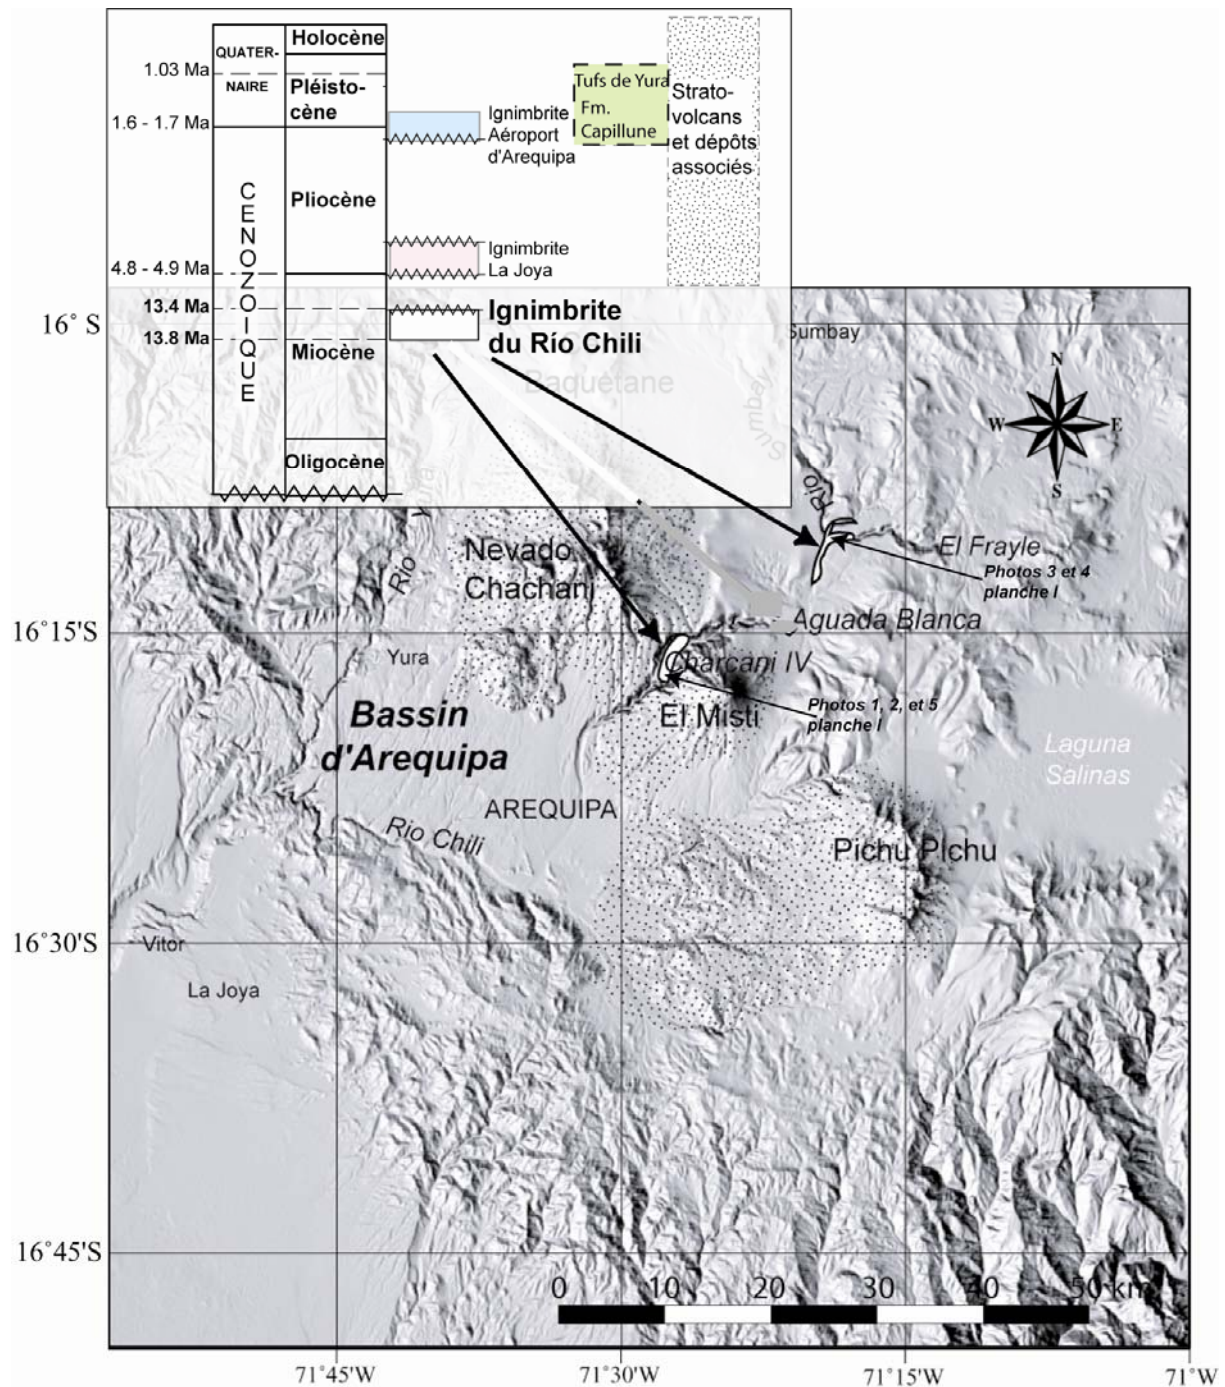 Holocène
QUATER-
1.03 Ma
NAIRE
Pléisto-
cène
1.6 - 1.7 Ma
Ignimbrite
Aéroport
d'Arequipa
Tufs de Yura
Fm.
Capillune
Strato-
volcans
et dépôts
associés
CENOZOIQUE
Pliocène
Ignimbrite
La Joya
4.8 - 4.9 Ma
13.4 Ma
13.8 Ma
Miocène
Ignimbrite
du Río Chili
Oligocène
16° S
Sumbay
Baquetane
Sumbay
N
W
E
S
Río
El Frayle
Photos 3 et 4
planche I
Nevado
Chachani
Rio
Yura
16°15'S
Aguada Blanca
Yura
Charcani IV
El Misti
Photos 1, 2, et 5
planche I
Bassin
d'Arequipa
Laguna
Salinas
AREQUIPA
Rio Chili
Pichu Pichu
16°30'S
Vitor
La Joya
16°45'S
0 10 20 30 40 50 km
71°45'W 71°30'W 71°15'W 71°W